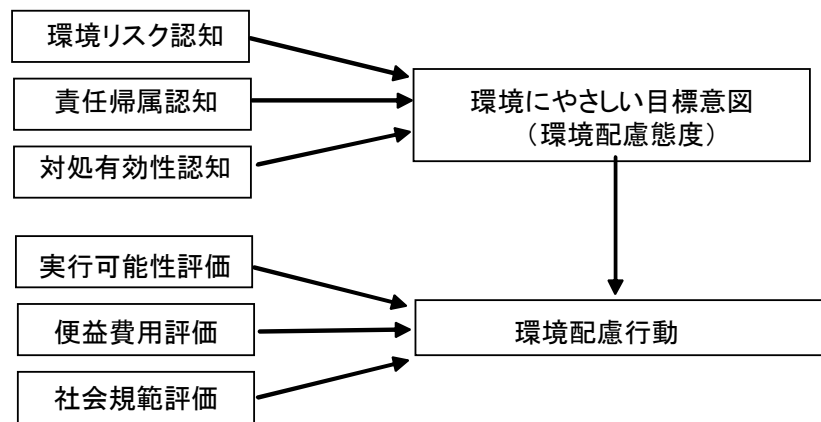 環境リスク認知
責任帰属認知
対処有効性認知
環境にやさしい目標意図
（環境配慮態度）
実行可能性評価
便益費用評価
社会規範評価
環境配慮行動